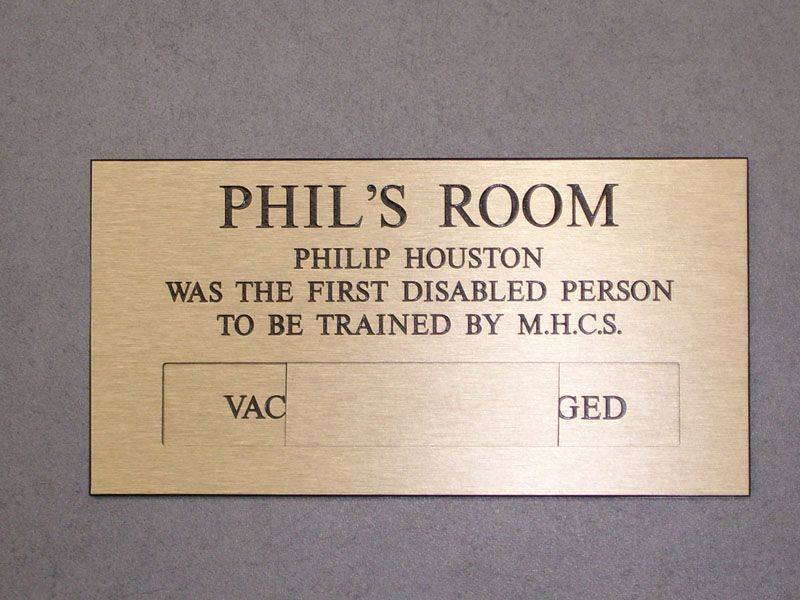 PHIL'S ROOM
PHILIP HOUSTON
WAS THE FIRST DISABLED PERSON
TO BE TRAINED BY M.H.C.S.
VAC GED